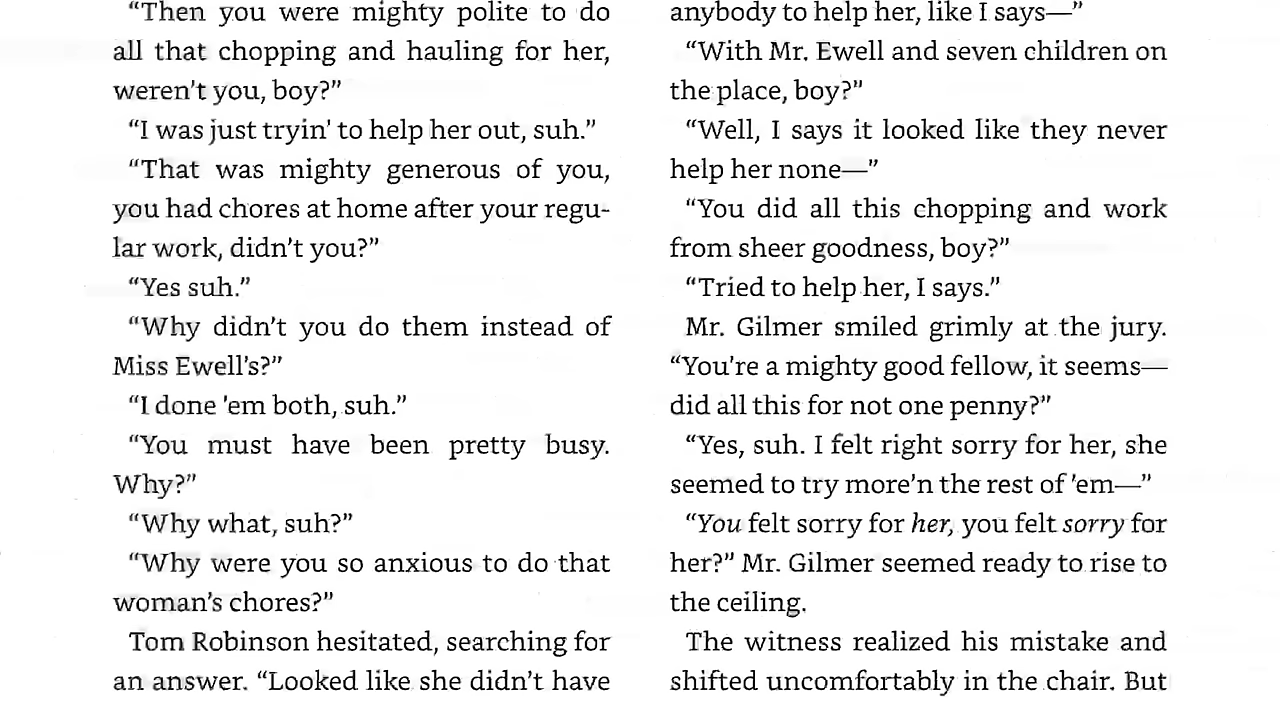 “Then you were mighty polite to do
all that chopping and hauling for her,
weren't you, boy?”
“I was just tryin' to help her out, suh.”
“That was mighty generous of you,
you had chores at home after your regu-
lar work, didn't you?”
“Yes suh.”
“Why didn't you do them instead of
Miss Ewell's?”
“I done 'em both, suh.”
“You must have been pretty busy.
Why?”
“Why what, suh?”
“Why were you so anxious to do that
woman's chores?”
Tom Robinson hesitated, searching for
an answer. “Looked like she didn't have
anybody to help her, like I says—”
“With Mr. Ewell and seven children on
the place, boy?”
“Well, I says it looked like they never
help her none—”
“You did all this chopping and work
from sheer goodness, boy?”
“Tried to help her, I says.”
Mr. Gilmer smiled grimly at the jury.
“You're a mighty good fellow, it seems—
did all this for not one penny?”
“Yes, suh. I felt right sorry for her, she
seemed to try more'n the rest of 'em—”
“You felt sorry for her, you felt sorry for
her?” Mr. Gilmer seemed ready to rise to
the ceiling.
The witness realized his mistake and
shifted uncomfortably in the chair. But